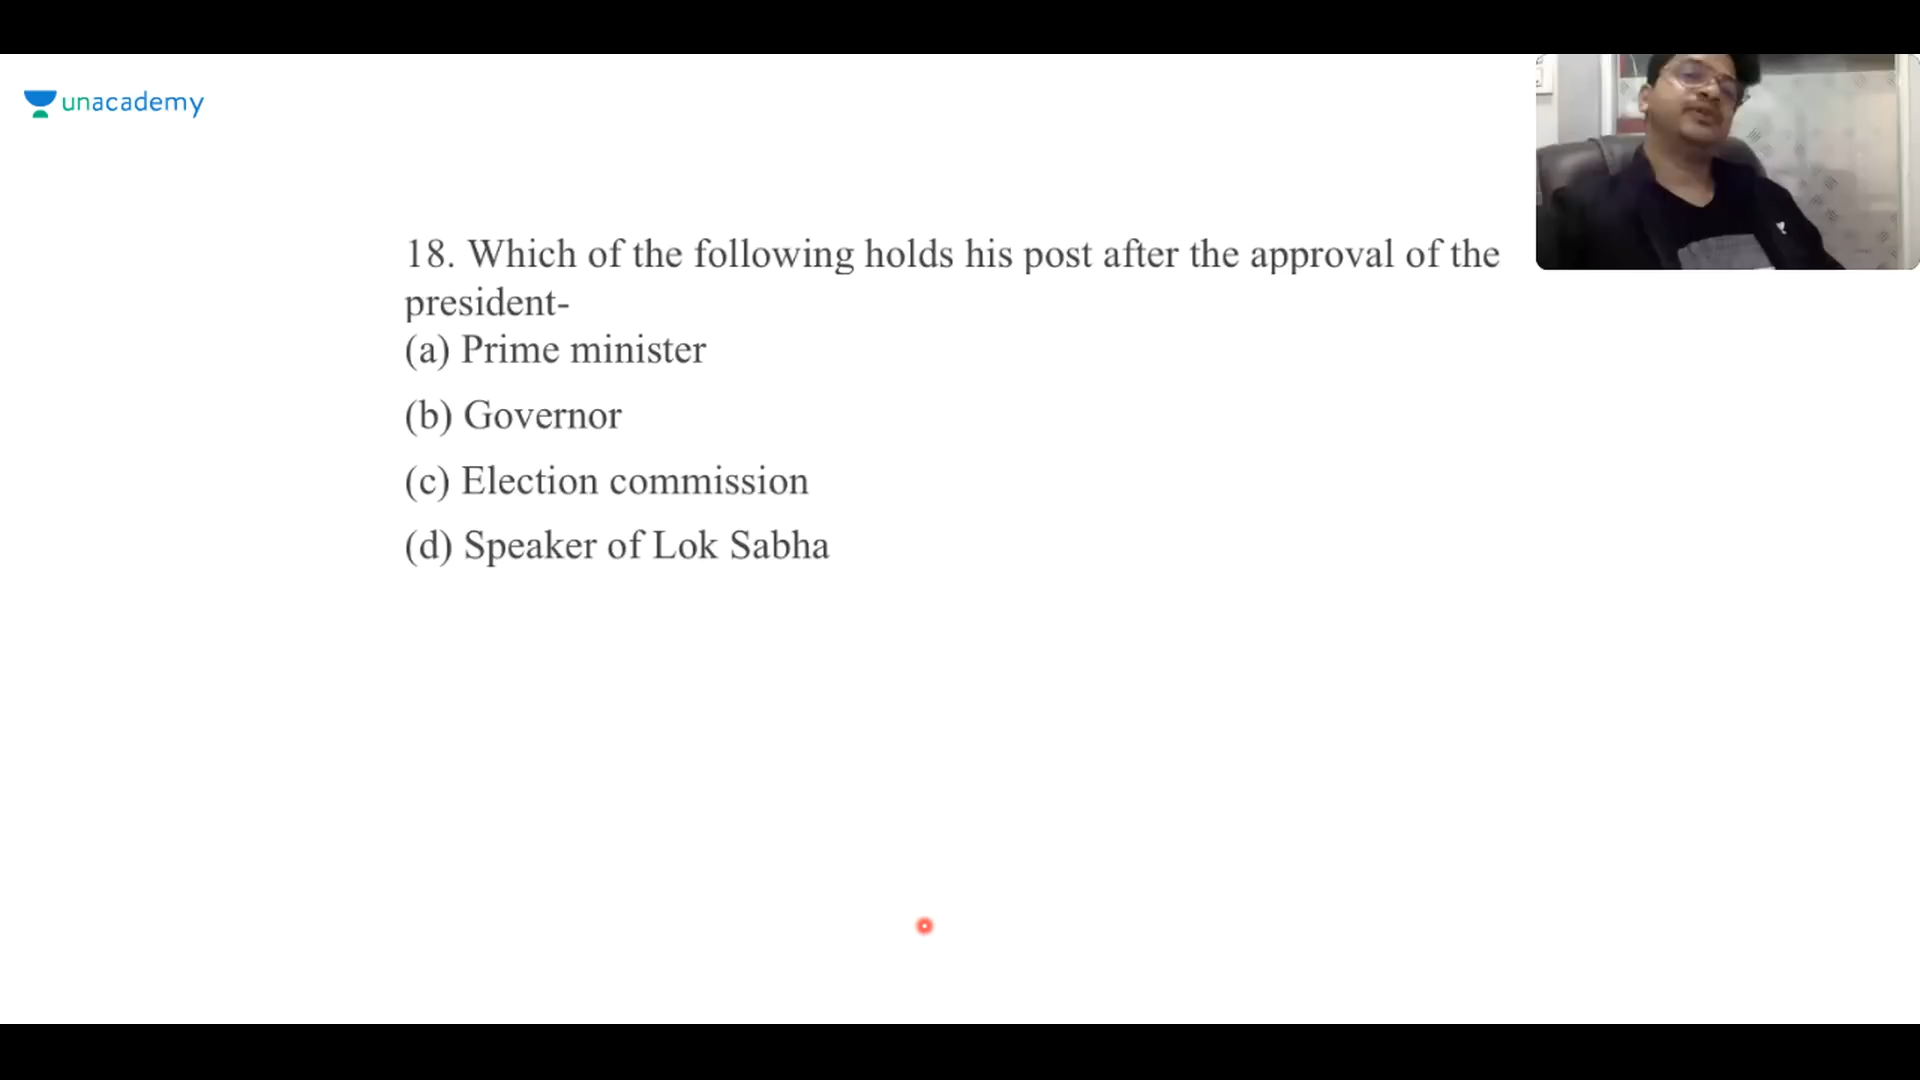 unacademy
18. Which of the following holds his post after the approval of the
president-
(a) Prime minister
(b) Governor
(c) Election commission
(d) Speaker of Lok Sabha